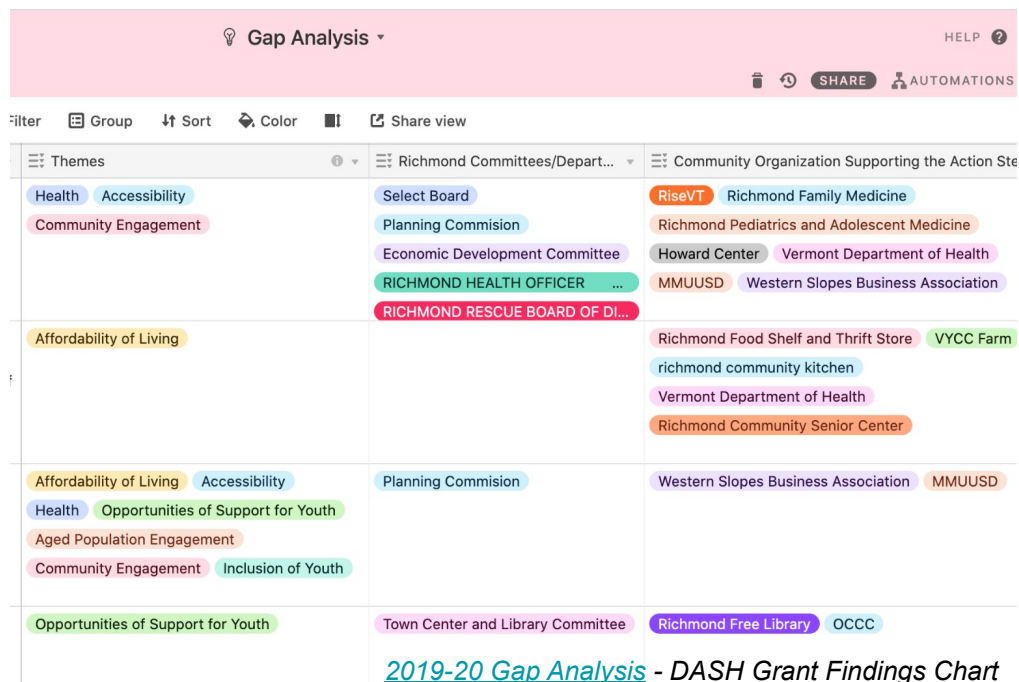 Gap Analysis
HELP
SHARE AUTOMATIONS
Filter Group Sort Color Share view
Themes Richmond Committees/Depart... Community Organization Supporting the Action Ste
Health Accessibility Select Board RiseVT Richmond Family Medicine
Community Engagement Planning Commision Richmond Pediatrics and Adolescent Medicine
Economic Development Committee Howard Center Vermont Department of Health
RICHMOND HEALTH OFFICER ... MMUUSD Western Slopes Business Association
RICHMOND RESCUE BOARD OF DI...
Affordability of Living Richmond Food Shelf and Thrift Store VYCC Farm
richmond community kitchen
Vermont Department of Health
Richmond Community Senior Center
Affordability of Living Accessibility Planning Commision Western Slopes Business Association MMUUSD
Health Opportunities of Support for Youth
Aged Population Engagement
Community Engagement Inclusion of Youth
Opportunities of Support for Youth Town Center and Library Committee Richmond Free Library OCCC
2019-20 Gap Analysis - DASH Grant Findings Chart